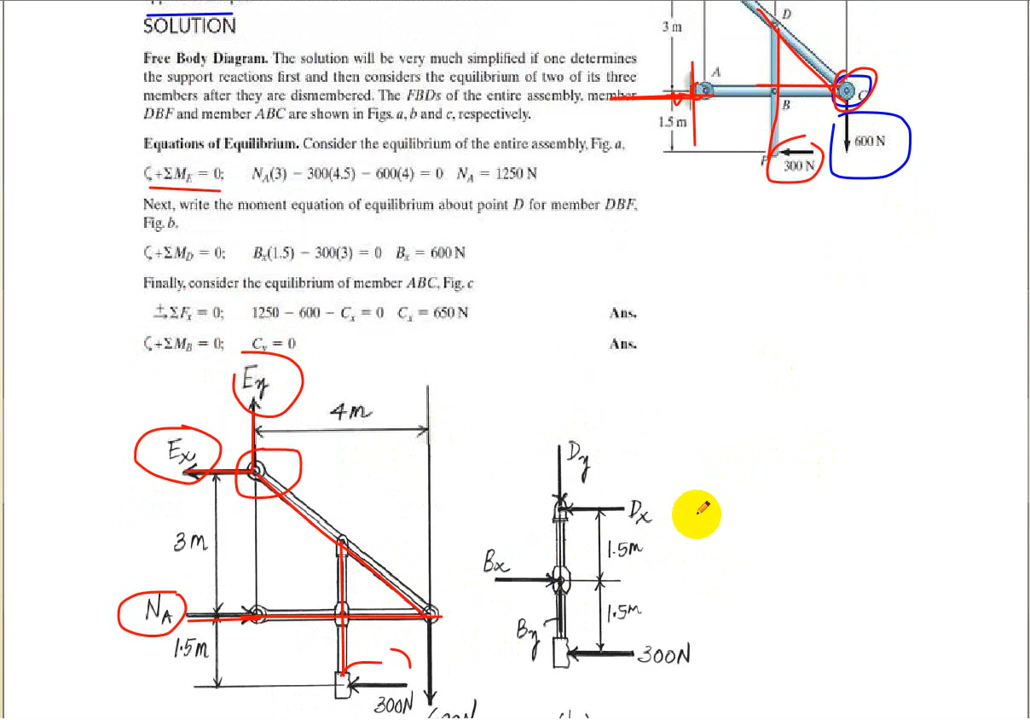 SOLUTION
Free Body Diagram. The solution will be very much simplified if one determines
the support reactions first and then considers the equilibrium of two of its three
members after they are dismembered. The FBDs of the entire assembly, member
DBF and member ABC are shown in Figs. a, b and c, respectively.
Equations of Equilibrium. Consider the equilibrium of the entire assembly, Fig. a,
↺+ΣM_E = 0; N_A(3) − 300(4.5) − 600(4) = 0 N_A = 1250 N
Next, write the moment equation of equilibrium about point D for member DBF,
Fig. b.
↺+ΣM_D = 0; B_x(1.5) − 300(3) = 0 B_x = 600 N
Finally, consider the equilibrium of member ABC, Fig. c
→+ ΣF_x = 0; 1250 − 600 − C_x = 0 C_x = 650 N Ans.
↺+ΣM_B = 0; C_y = 0 Ans.
D
3 m
A
B
C
1.5 m
600 N
F
300 N
E_y
4m
E_x
3m
N_A
1.5m
300N
D_y
D_x
1.5m
B_x
1.5m
B_y
300N